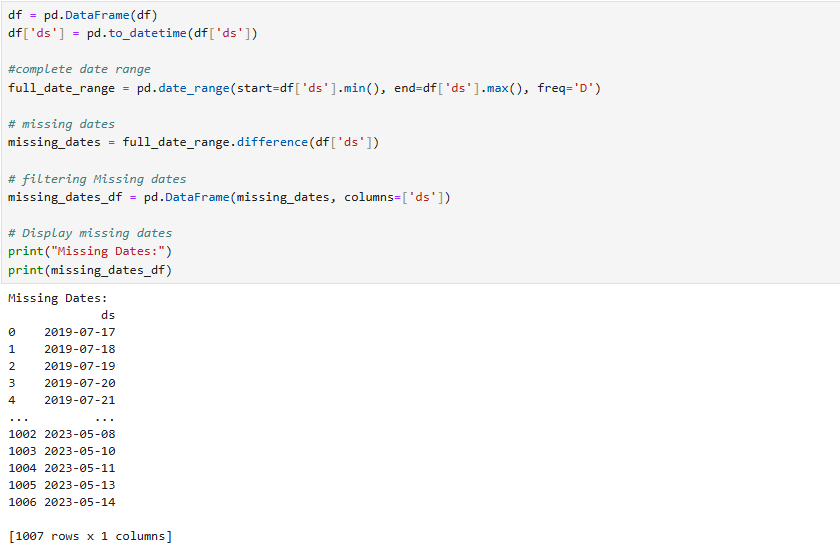 df = pd.DataFrame(df)
df['ds'] = pd.to_datetime(df['ds'])
#complete date range
full_date_range = pd.date_range(start=df['ds'].min(), end=df['ds'].max(), freq='D')
# missing dates
missing_dates = full_date_range.difference(df['ds'])
# filtering Missing dates
missing_dates_df = pd.DataFrame(missing_dates, columns=['ds'])
# Display missing dates
print("Missing Dates:")
print(missing_dates_df)
Missing Dates:
ds
0 2019-07-17
1 2019-07-18
2 2019-07-19
3 2019-07-20
4 2019-07-21
... ...
1002 2023-05-08
1003 2023-05-10
1004 2023-05-11
1005 2023-05-13
1006 2023-05-14
[1007 rows x 1 columns]